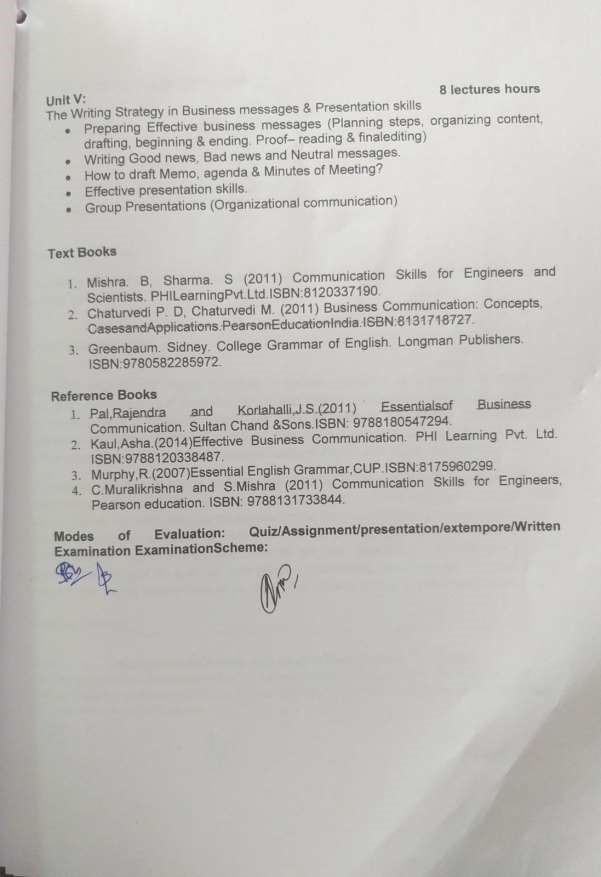 Unit V: 8 lectures hours
The Writing Strategy in Business messages & Presentation skills
• Preparing Effective business messages (Planning steps, organizing content,
drafting, beginning & ending. Proof– reading & finalediting)
• Writing Good news, Bad news and Neutral messages.
• How to draft Memo, agenda & Minutes of Meeting?
• Effective presentation skills.
• Group Presentations (Organizational communication)
Text Books
1. Mishra. B, Sharma. S (2011) Communication Skills for Engineers and
Scientists. PHILearningPvt.Ltd.ISBN:8120337190.
2. Chaturvedi P. D, Chaturvedi M. (2011) Business Communication: Concepts,
CasesandApplications.PearsonEducationIndia.ISBN:8131718727.
3. Greenbaum. Sidney. College Grammar of English. Longman Publishers.
ISBN:9780582285972.
Reference Books
1. Pal,Rajendra and Korlahalli,J.S.(2011) Essentialsof Business
Communication. Sultan Chand &Sons.ISBN: 9788180547294.
2. Kaul,Asha.(2014)Effective Business Communication. PHI Learning Pvt. Ltd.
ISBN:9788120338487.
3. Murphy,R.(2007)Essential English Grammar,CUP.ISBN:8175960299.
4. C.Muralikrishna and S.Mishra (2011) Communication Skills for Engineers,
Pearson education. ISBN: 9788131733844.
Modes of Evaluation: Quiz/Assignment/presentation/extempore/Written
Examination ExaminationScheme: